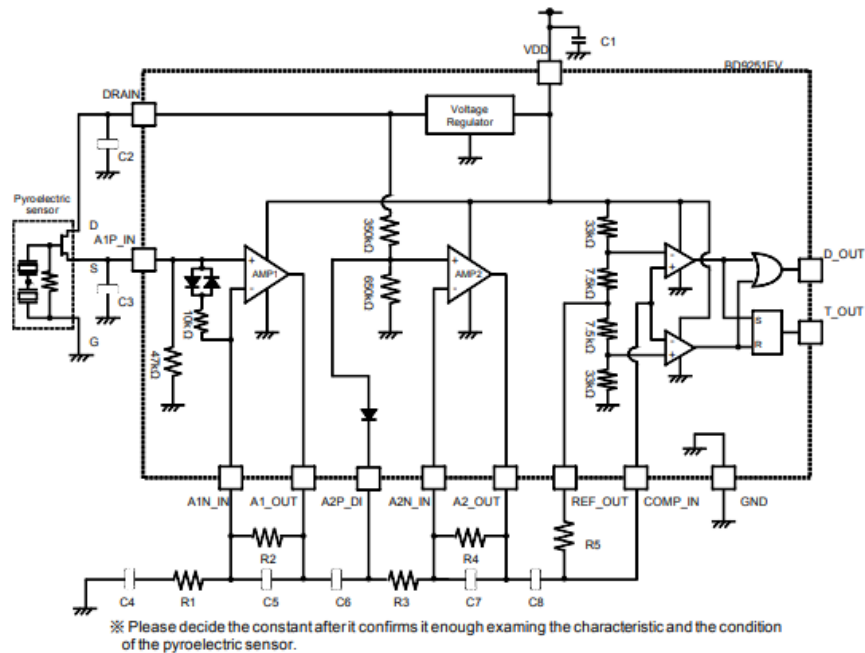 C1
VDD
BD9251FV
DRAIN
Voltage
Regulator
C2
Pyroelectric
sensor
D
A1P_IN
S
C3
G
47kΩ
10kΩ
+
-
AMP1
350kΩ
650kΩ
+
-
AMP2
33kΩ
7.5kΩ
7.5kΩ
33kΩ
-
+
-
+
S
R
D_OUT
T_OUT
A1N_IN
A1_OUT
A2P_DI
A2N_IN
A2_OUT
REF_OUT
COMP_IN
GND
R2
R4
R5
C4
R1
C5
C6
R3
C7
C8
※ Please decide the constant after it confirms it enough examing the characteristic and the condition
of the pyroelectric sensor.